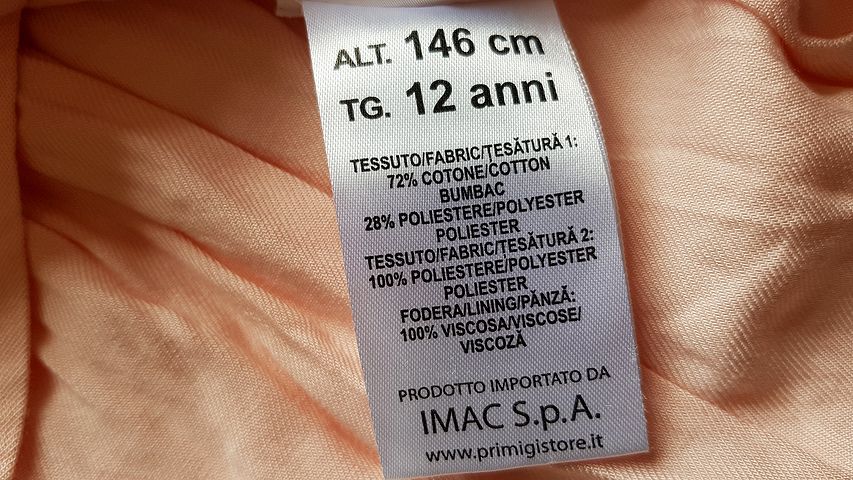 ALT. 146 cm
TG. 12 anni
TESSUTO/FABRIC/ȚESĂTURĂ 1:
72% COTONE/COTTON
BUMBAC
28% POLIESTERE/POLYESTER
POLIESTER
TESSUTO/FABRIC/TESĂTURĂ 2:
100% POLIESTERE/POLYESTER
POLIESTER
FODERA/LINING/PĂNZĂ:
100% VISCOSA/VISCOSE/
VISCOZĂ
PRODOTTO IMPORTATO DA
IMAC S.p.A.
www.primigistore.it